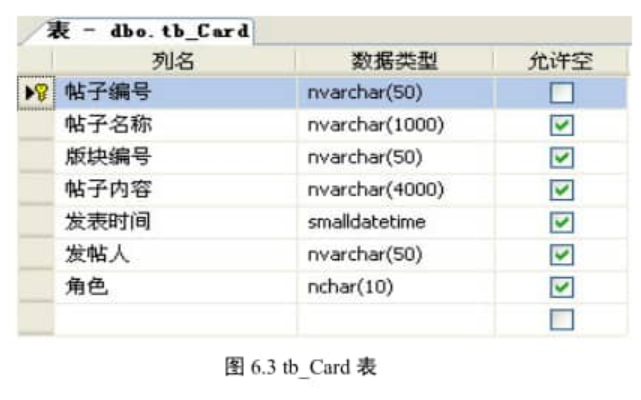 表 - dbo.tb_Card
列名 数据类型 允许空
帖子编号 nvarchar(50)
帖子名称 nvarchar(1000)
版块编号 nvarchar(50)
帖子内容 nvarchar(4000)
发表时间 smalldatetime
发帖人 nvarchar(50)
角色 nchar(10)
图 6.3 tb_Card 表